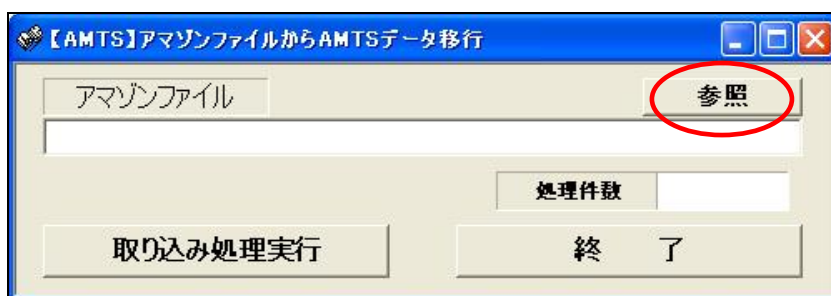 【AMTS】アマゾンファイルからAMTSデータ移行
アマゾンファイル
参照
処理件数
取り込み処理実行
終 了